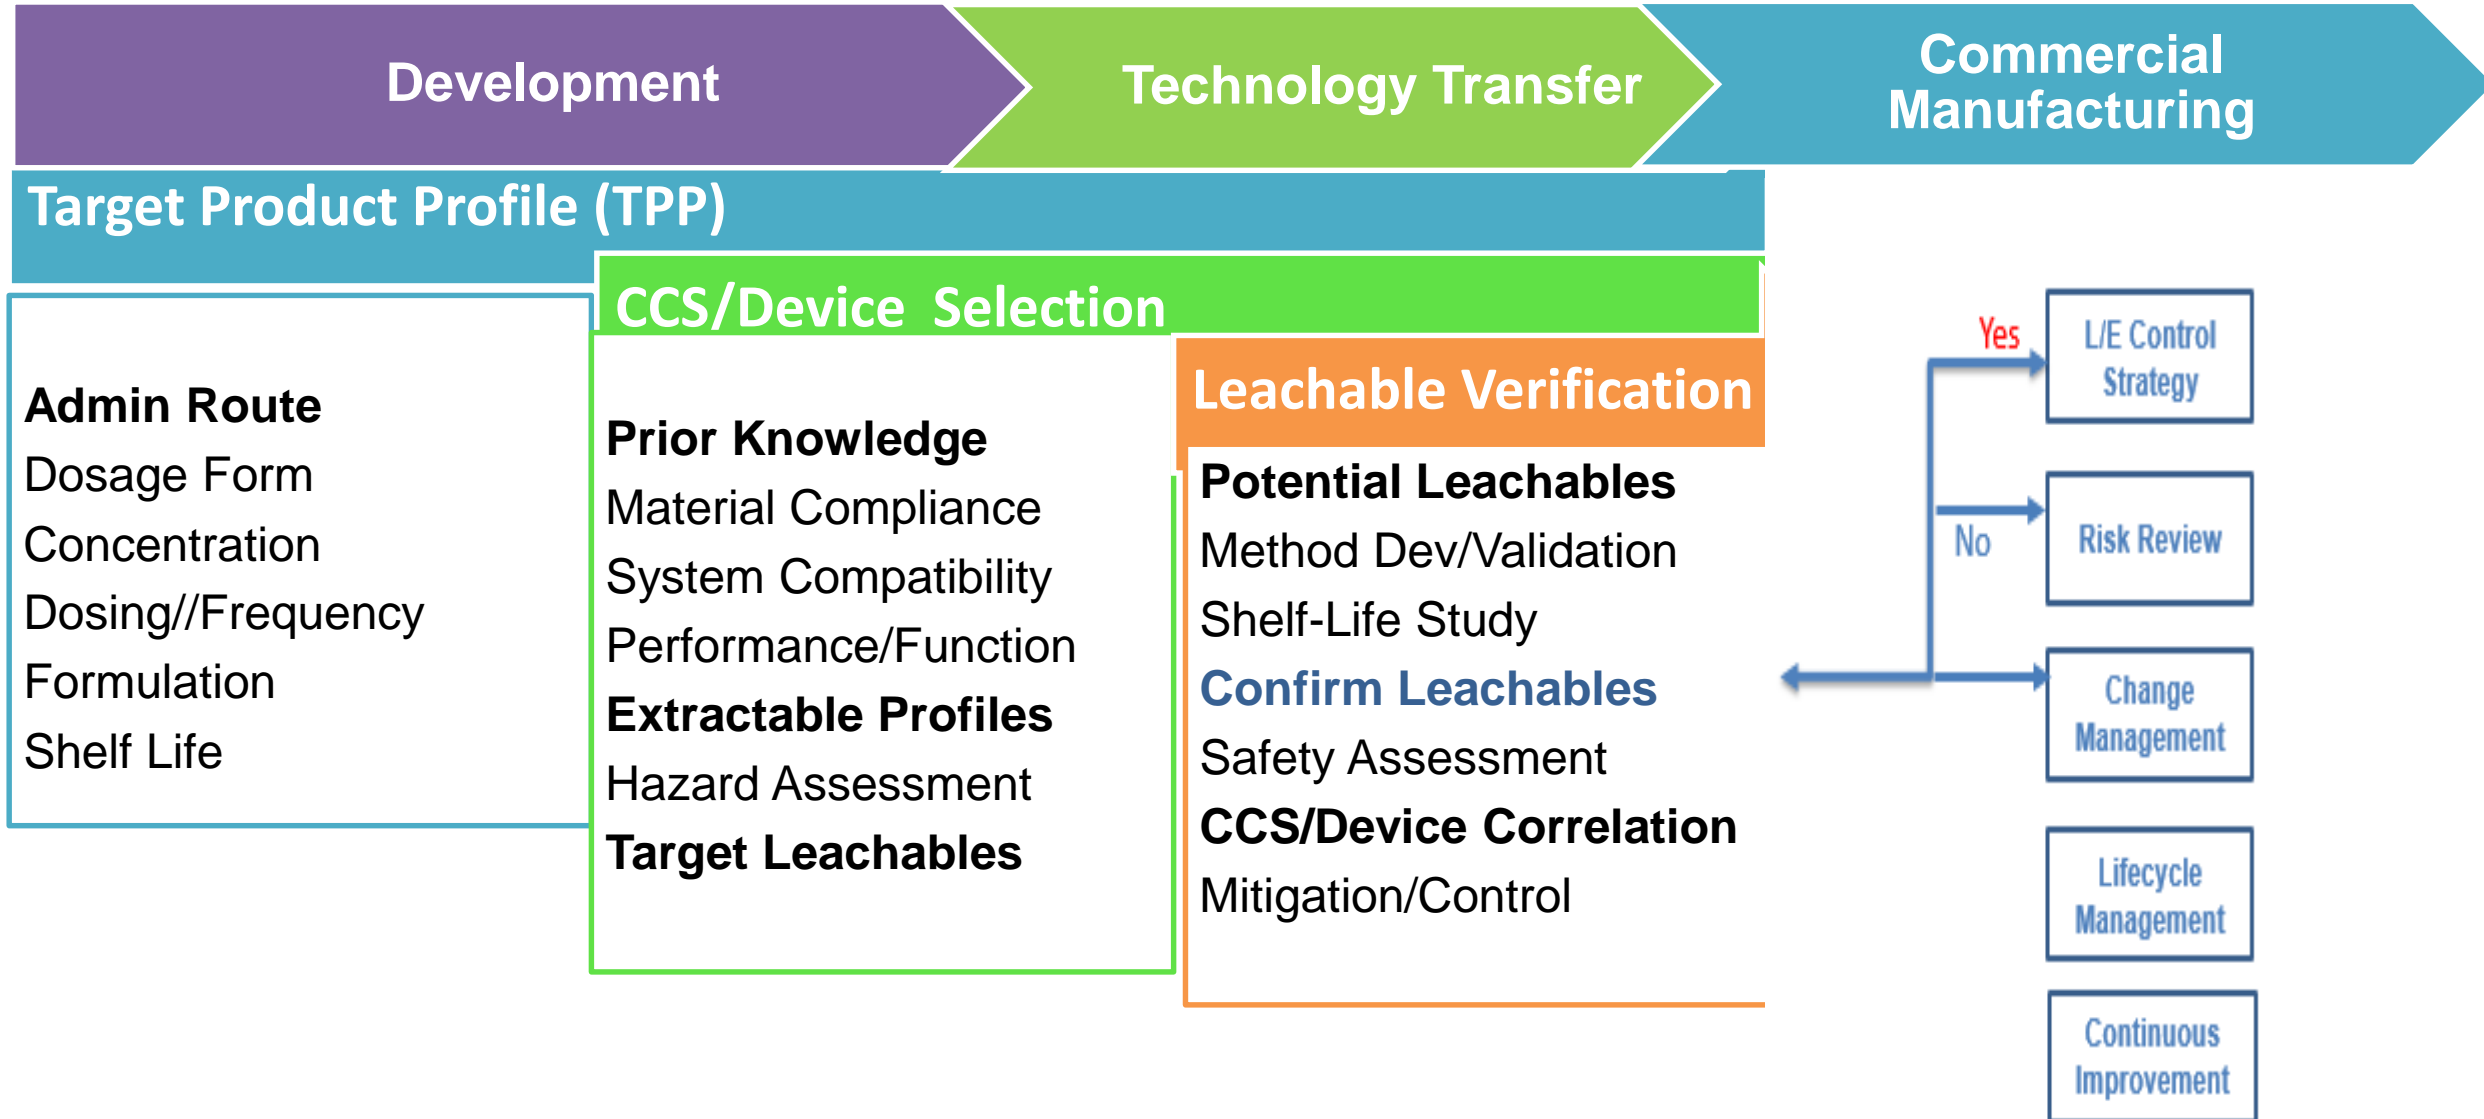 Development
Technology Transfer
Commercial
Manufacturing
Target Product Profile (TPP)
CCS/Device  Selection
Leachable Verification
Admin Route
Dosage Form
Concentration
Dosing//Frequency
Formulation
Shelf Life
Prior Knowledge
Material Compliance
System Compatibility
Performance/Function
Extractable Profiles
Hazard Assessment
Target Leachables
Potential Leachables
Method Dev/Validation
Shelf-Life Study
Confirm Leachables
Safety Assessment
CCS/Device Correlation
Mitigation/Control
Yes
L/E Control
Strategy
No
Risk Review
Change
Management
Lifecycle
Management
Continuous
Improvement